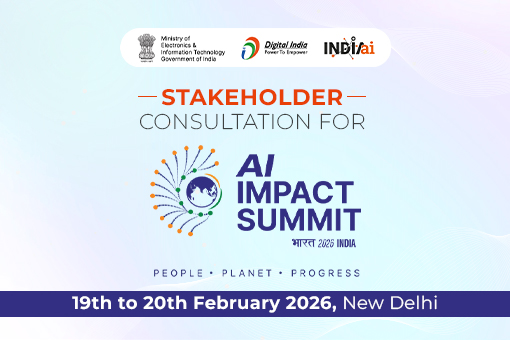 Ministry of
Electronics &
Information Technology
Government of India
Digital India
Power To Empower
INDIAai
STAKEHOLDER
CONSULTATION FOR
AI
IMPACT
SUMMIT
भारत 2026 INDIA
PEOPLE • PLANET • PROGRESS
19th to 20th February 2026, New Delhi